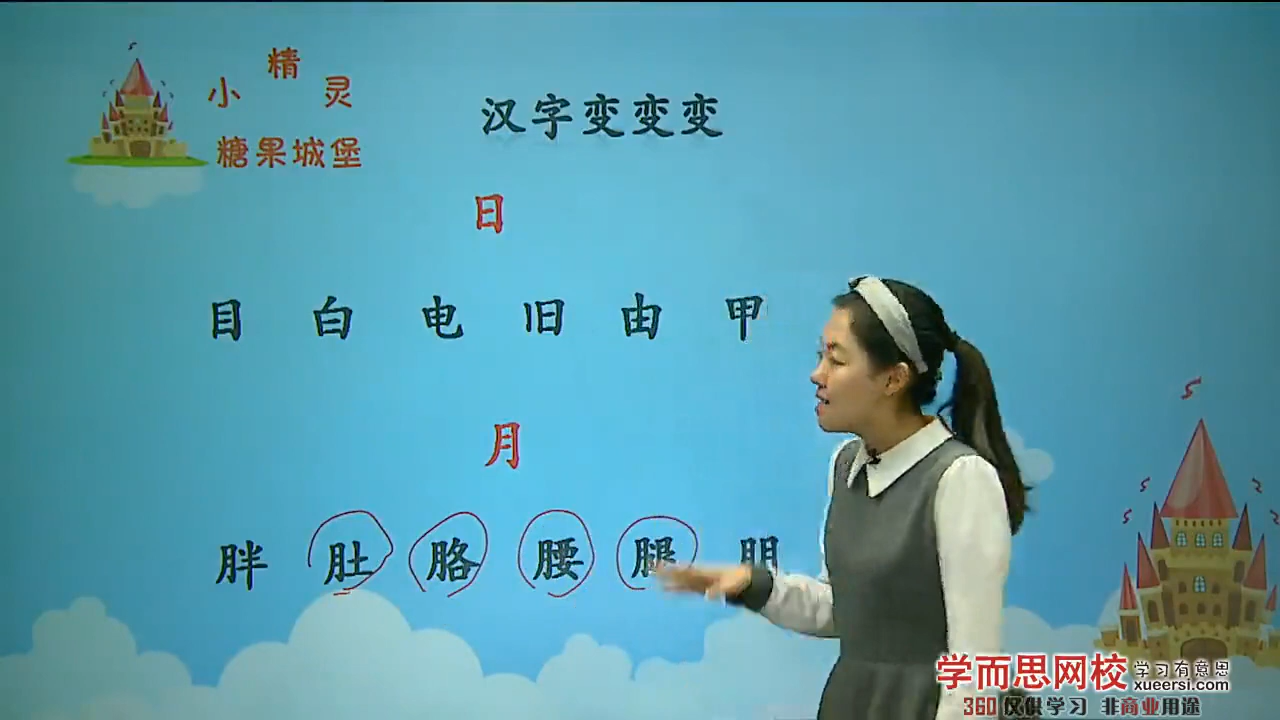 小精灵
糖果城堡
汉字变变变
日
目 白 电 旧 由 甲
月
胖 肚 胳 腰 腿 朋
学而思网校 学习有意思
xueersi.com
360 仅供学习 非商业用途